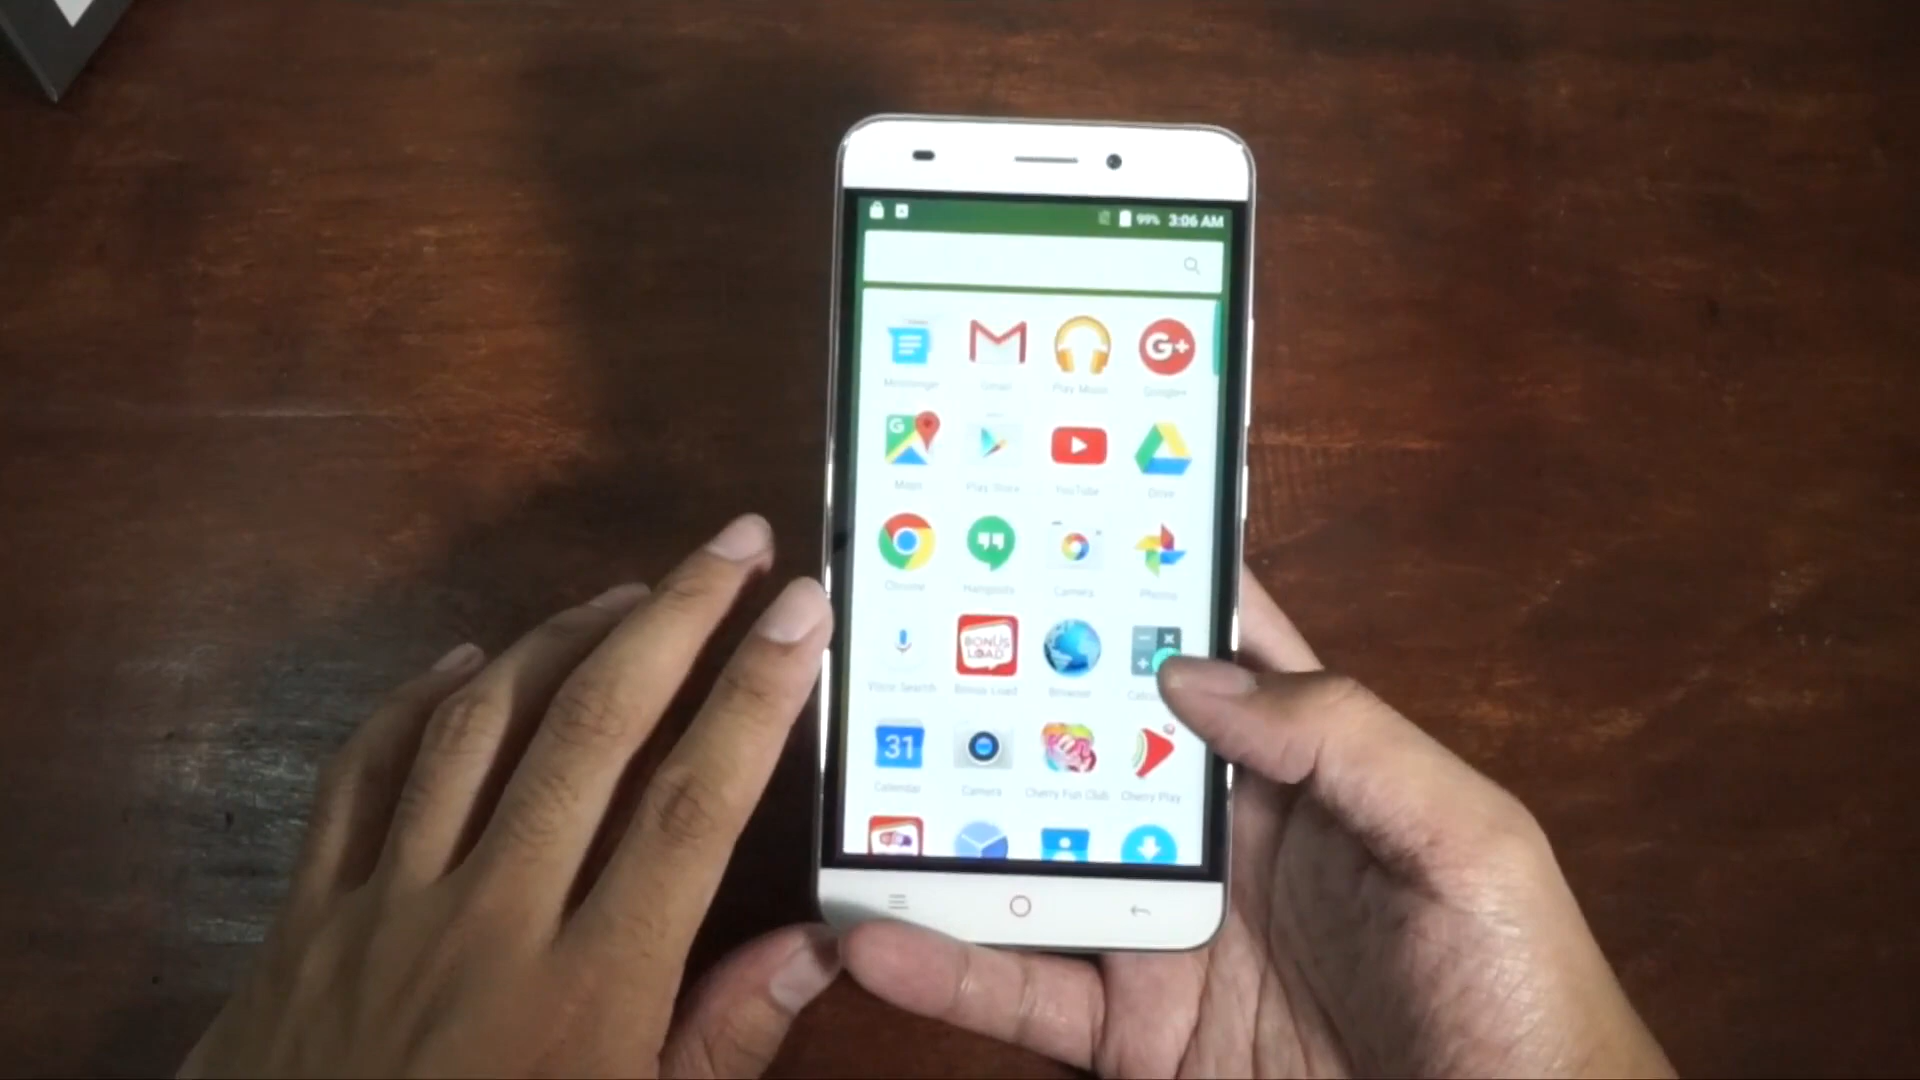 99% 3:06 AM
Messenger Gmail Play Music Google+
G+
G
Maps Play Store YouTube Drive
Chrome Hangouts Camera Photos
BONUS
LOAD
Voice Search Bonus Load Browser
31
Calendar Camera Cherry Fun Club Cherry Play